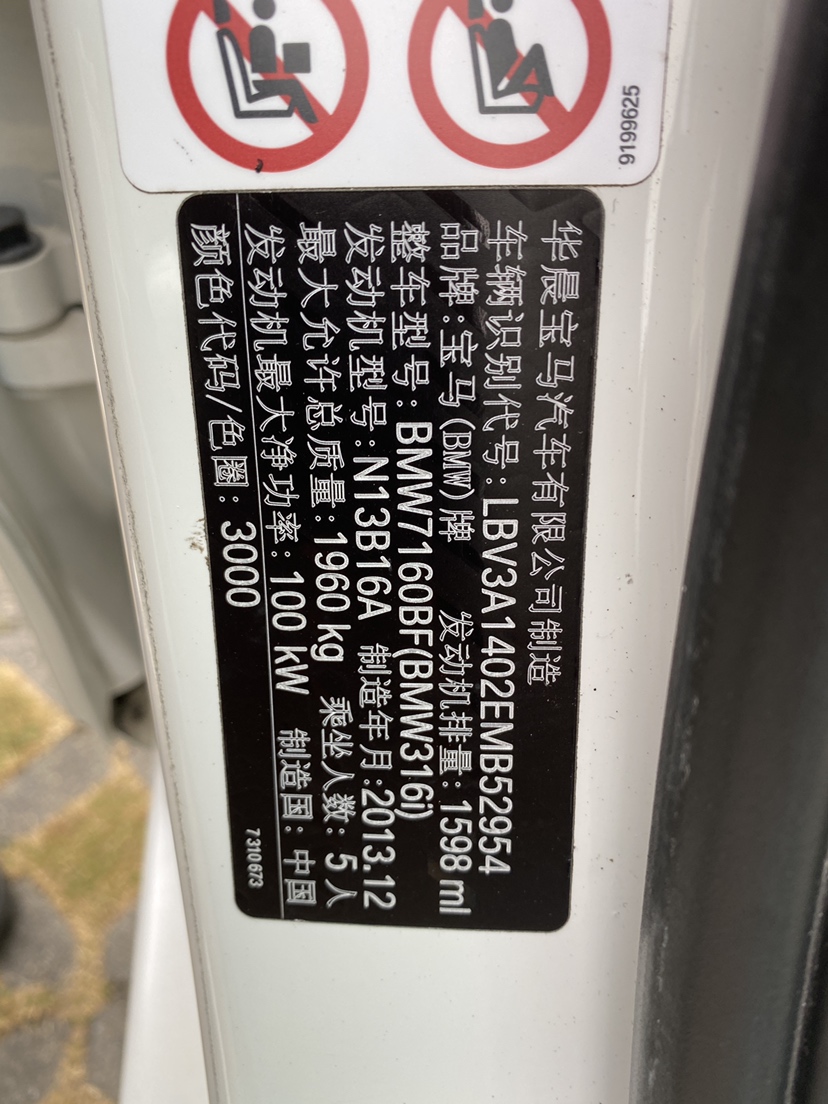 9199625
华晨宝马汽车有限公司制造
车辆识别代号:LBV3A1402EMB52954
品牌:宝马(BMW)牌 发动机排量:1598 ml
整车型号:BMW7160BF(BMW316i)
发动机型号:N13B16A 制造年月:2013.12
最大允许总质量:1960 kg 乘坐人数:5人
发动机最大净功率:100 kW 制造国:中国
颜色代码/色圈:3000
7310673